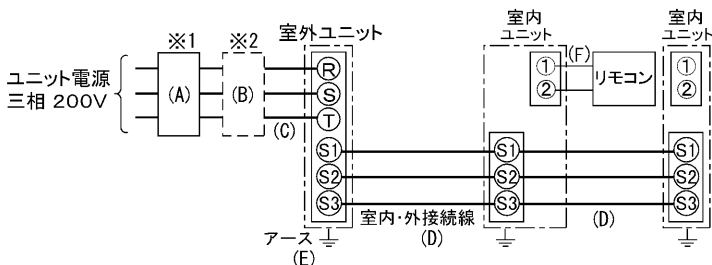 ※1
※2
室外ユニット
室内
ユニット
室内
ユニット
ユニット電源
三相 200V
(A)
(B)
(C)
R
S
T
①
②
(F)
リモコン
①
②
S1
S2
S3
S1
S2
S3
S1
S2
S3
室内・外接続線
(D)
(D)
アース
(E)